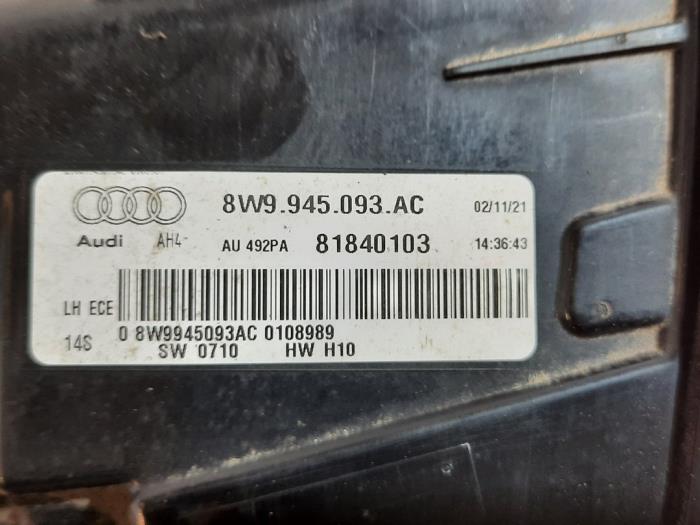 8W9.945.093.AC 02/11/21
Audi AH4- AU 492PA 81840103 14:36:43
LH ECE
14S 0 8W9945093AC 0108989
SW 0710 HW H10